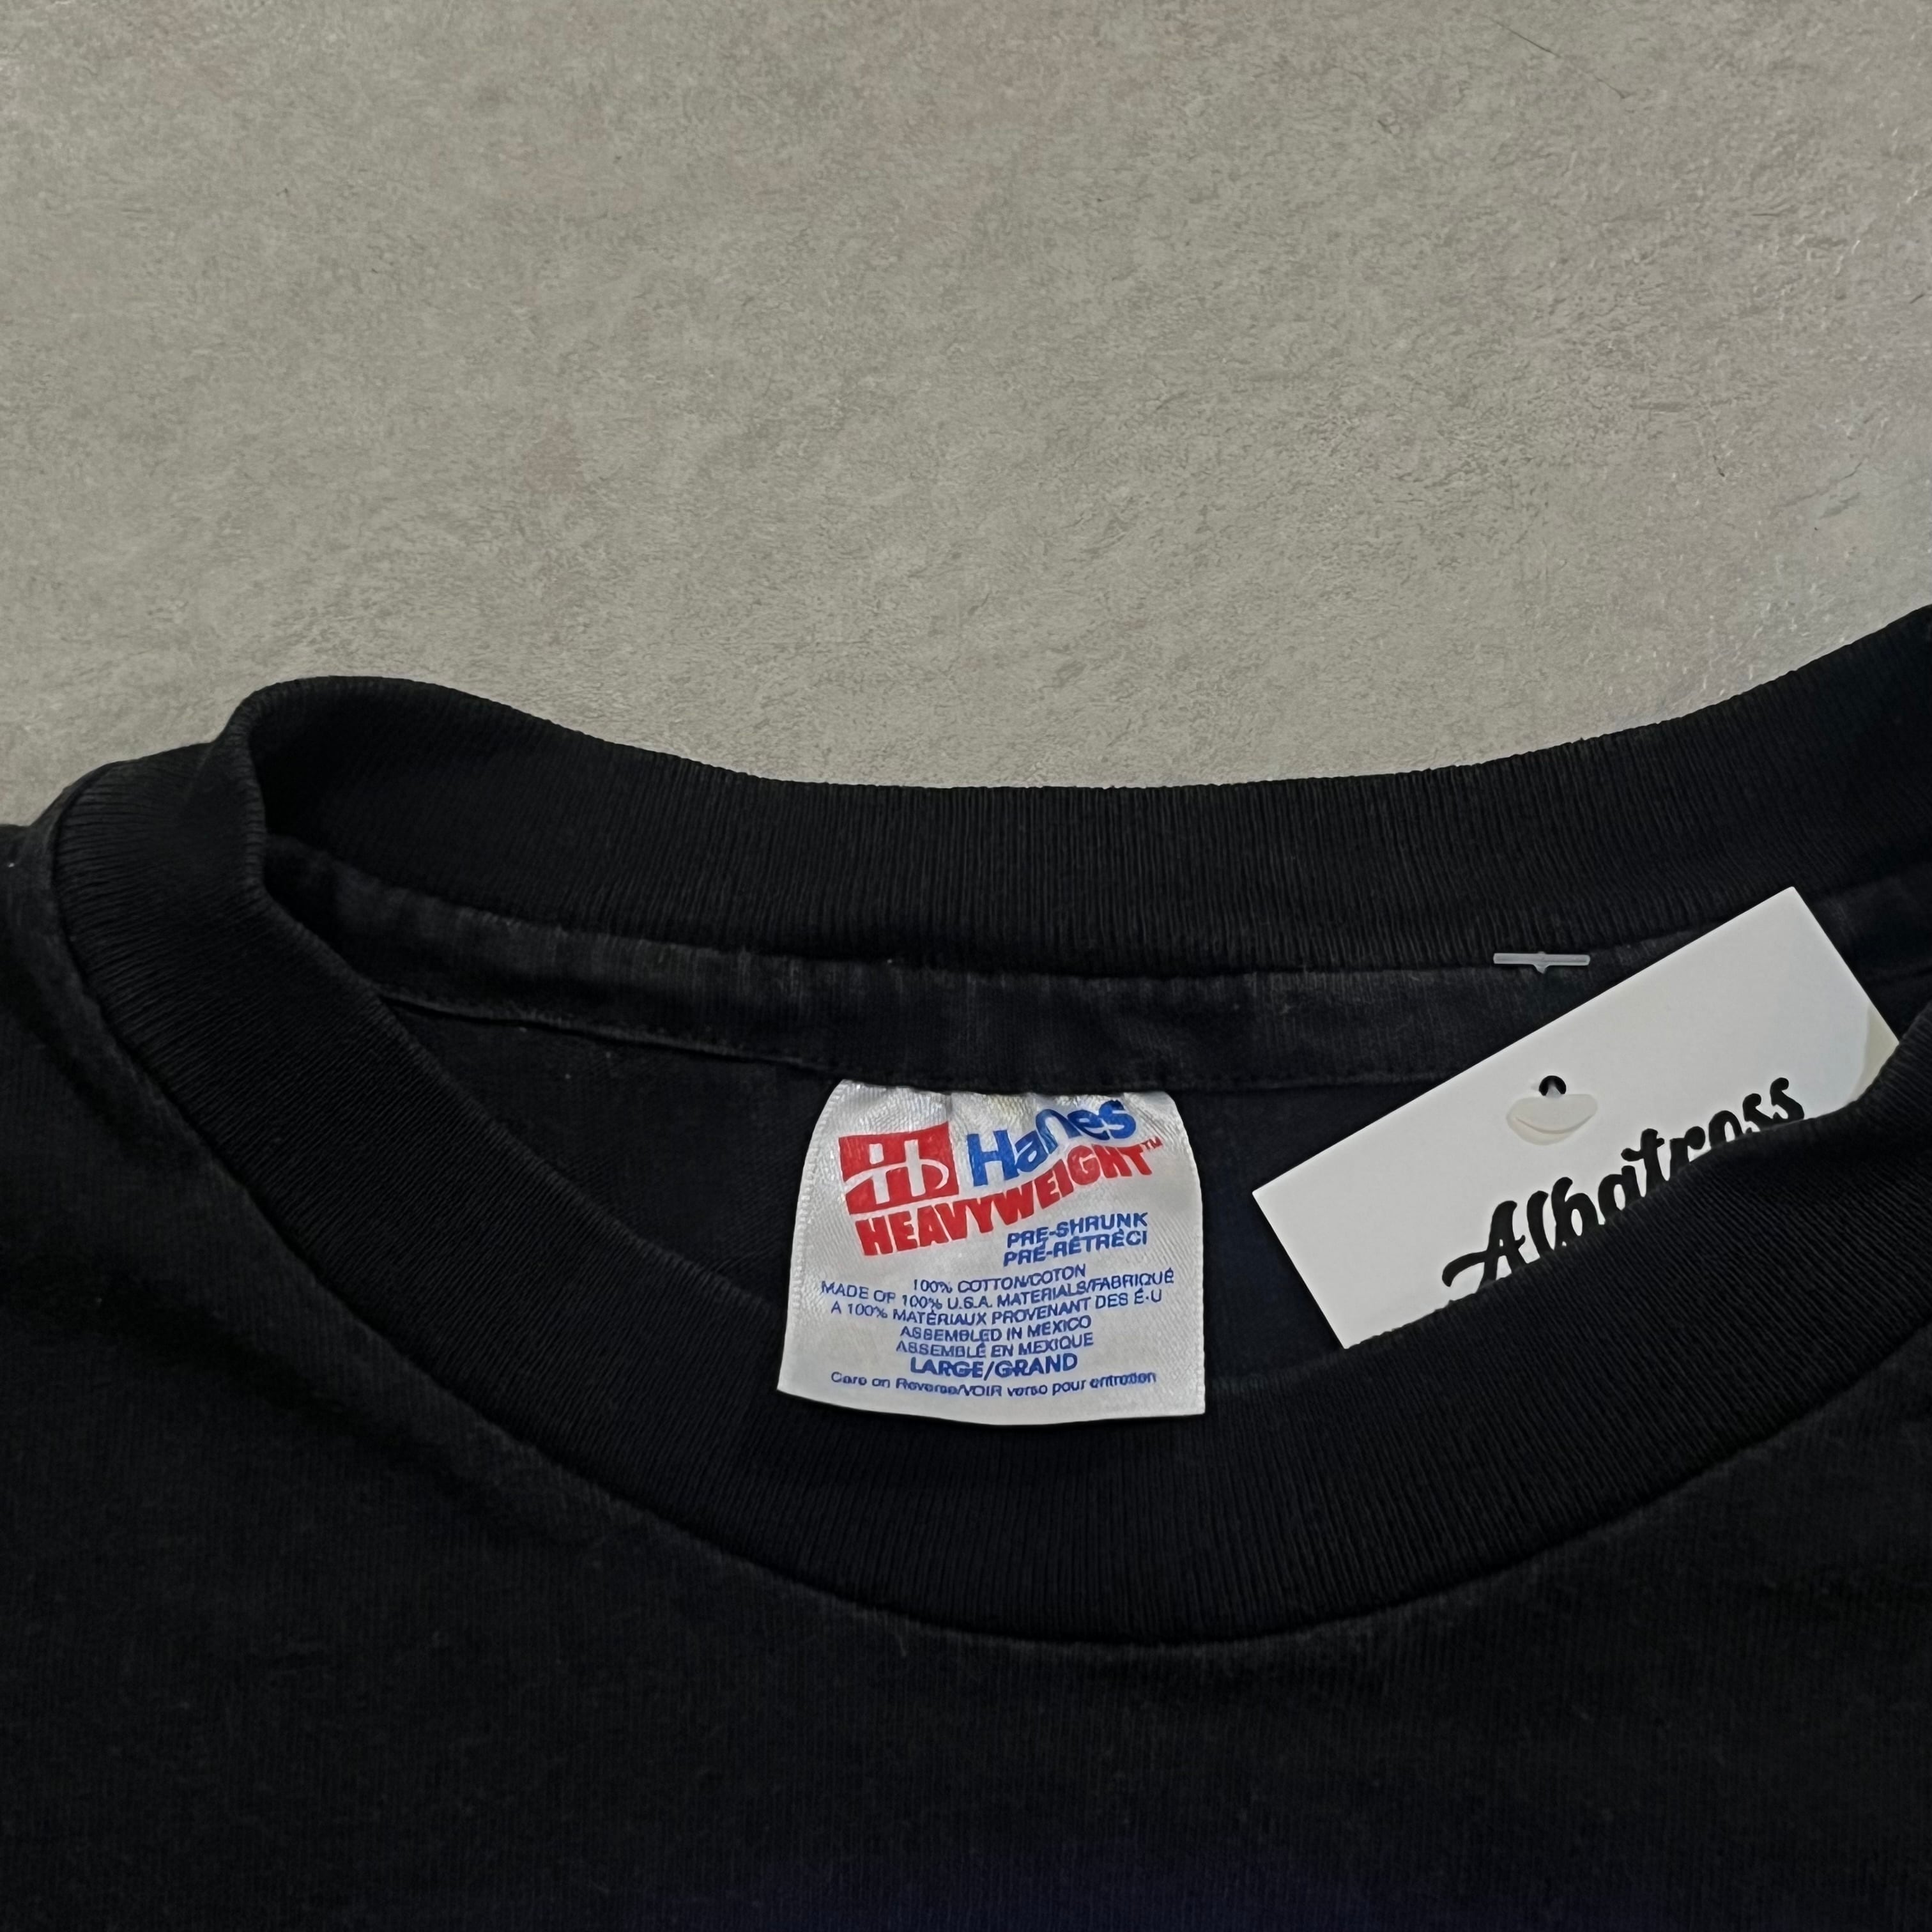 Hanes
HEAVYWEIGHT™
PRE-SHRUNK
PRÉ-RÉTRÉCI
100% COTTON/COTON
MADE OF 100% U.S.A. MATERIALS/FABRIQUÉ
A 100% MATÉRIAUX PROVENANT DES É-U
ASSEMBLED IN MEXICO
ASSEMBLÉ EN MEXIQUE
LARGE/GRAND
Care on Reverse/VOIR verso pour entretien
Albatross